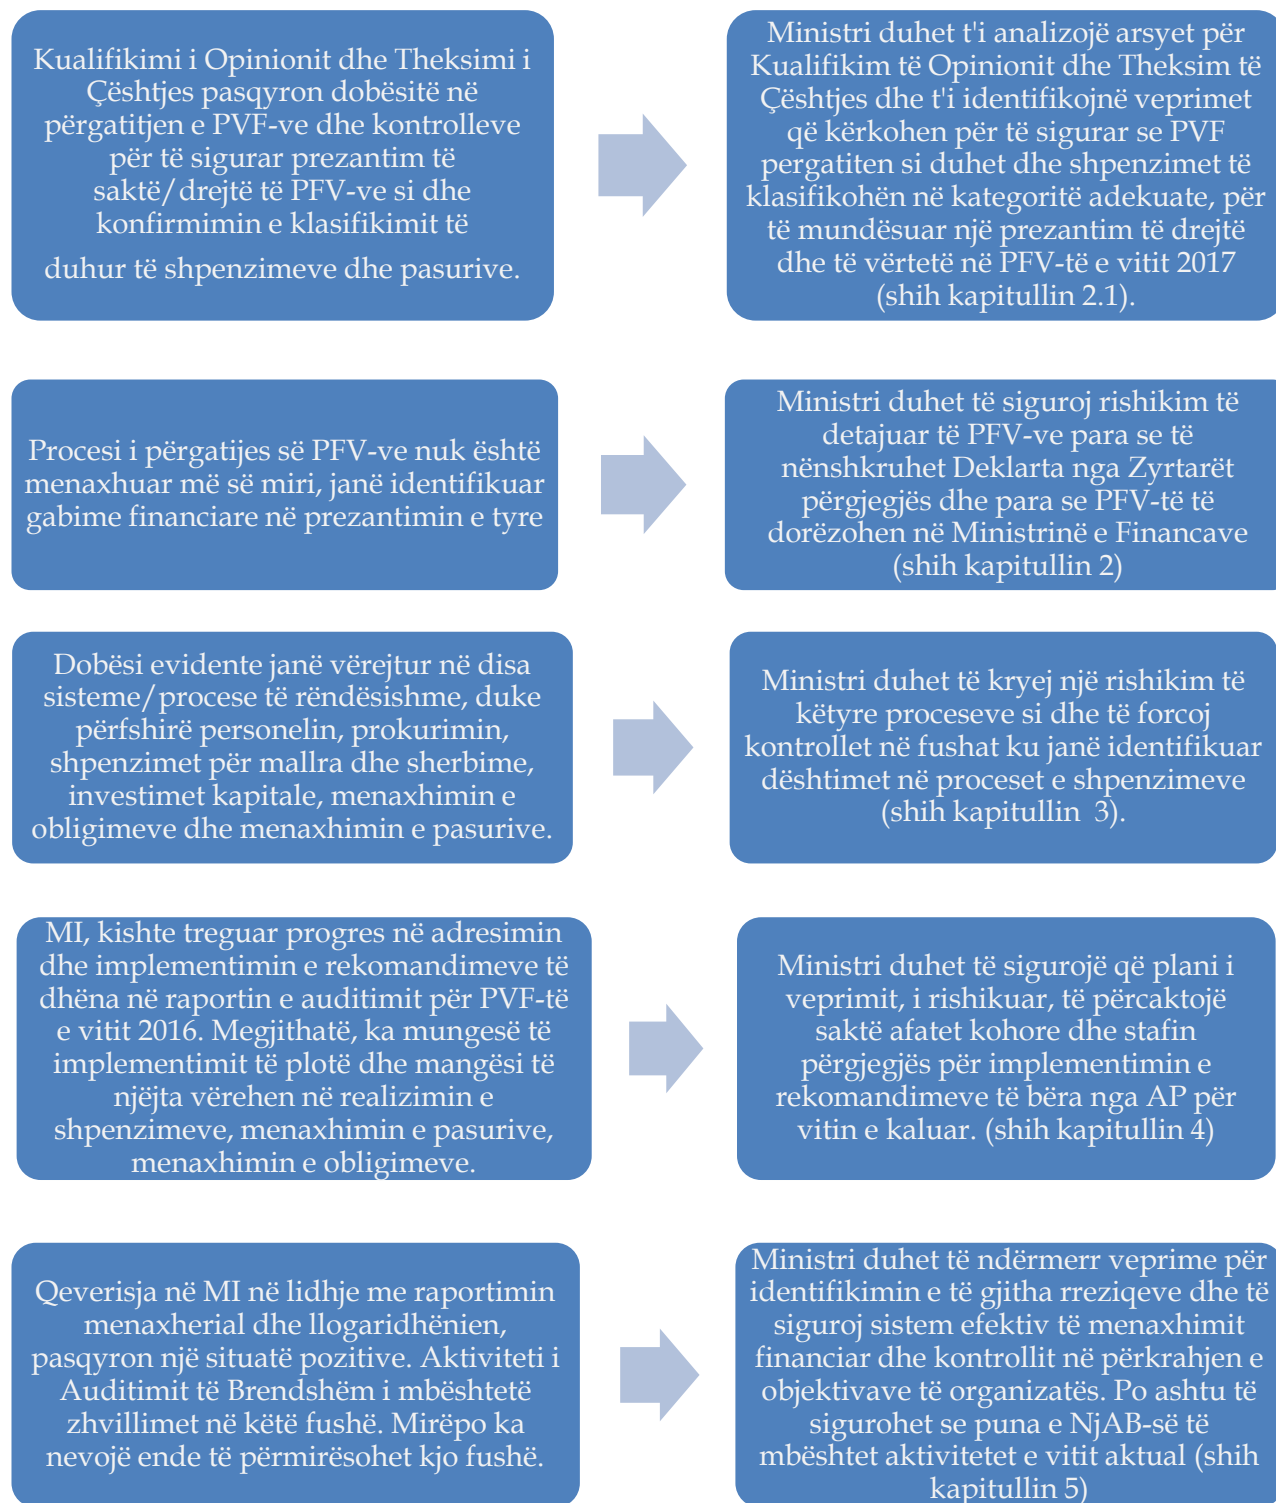 Kualifikimi i Opinionit dhe Theksimi i
Çështjes pasqyron dobësitë në
përgatitjen e PVF-ve dhe kontrolleve
për të sigurar prezantim të
saktë/drejtë të PFV-ve si dhe
konfirmimin e klasifikimit të
duhur të shpenzimeve dhe pasurive.
Ministri duhet t'i analizojë arsyet për
Kualifikim të Opinionit dhe Theksim të
Çështjes dhe t'i identifikojnë veprimet
që kërkohen për të sigurar se PVF
pergatiten si duhet dhe shpenzimet të
klasifikohën në kategoritë adekuate, për
të mundësuar një prezantim të drejtë
dhe të vërtetë në PFV-të e vitit 2017
(shih kapitullin 2.1).
Procesi i përgatijes së PFV-ve nuk është
menaxhuar më së miri, janë identifikuar
gabime financiare në prezantimin e tyre
Ministri duhet të siguroj rishikim të
detajuar të PFV-ve para se të
nënshkruhet Deklarta nga Zyrtarët
përgjegjës dhe para se PFV-të të
dorëzohen në Ministrinë e Financave
(shih kapitullin 2)
Dobësi evidente janë vërejtur në disa
sisteme/procese të rëndësishme, duke
përfshirë personelin, prokurimin,
shpenzimet për mallra dhe sherbime,
investimet kapitale, menaxhimin e
obligimeve dhe menaxhimin e pasurive.
Ministri duhet të kryej një rishikim të
këtyre proceseve si dhe të forcoj
kontrollet në fushat ku janë identifikuar
dështimet në proceset e shpenzimeve
(shih kapitullin 3).
MI, kishte treguar progres në adresimin
dhe implementimin e rekomandimeve të
dhëna në raportin e auditimit për PVF-të
e vitit 2016. Megjithatë, ka mungesë të
implementimit të plotë dhe mangësi të
njëjta vërehen në realizimin e
shpenzimeve, menaxhimin e pasurive,
menaxhimin e obligimeve.
Ministri duhet të sigurojë që plani i
veprimit, i rishikuar, të përcaktojë
saktë afatet kohore dhe stafin
përgjegjës për implementimin e
rekomandimeve të bëra nga AP për
vitin e kaluar. (shih kapitullin 4)
Qeverisja në MI në lidhje me raportimin
menaxherial dhe llogaridhënien,
pasqyron një situatë pozitive. Aktiviteti i
Auditimit të Brendshëm i mbështetë
zhvillimet në këtë fushë. Mirëpo ka
nevojë ende të përmirësohet kjo fushë.
Ministri duhet të ndërmerr veprime për
identifikimin e të gjitha rreziqeve dhe të
siguroj sistem efektiv të menaxhimit
financiar dhe kontrollit në përkrahjen e
objektivave të organizatës. Po ashtu të
sigurohet se puna e NjAB-së të
mbështet aktivitetet e vitit aktual (shih
kapitullin 5)